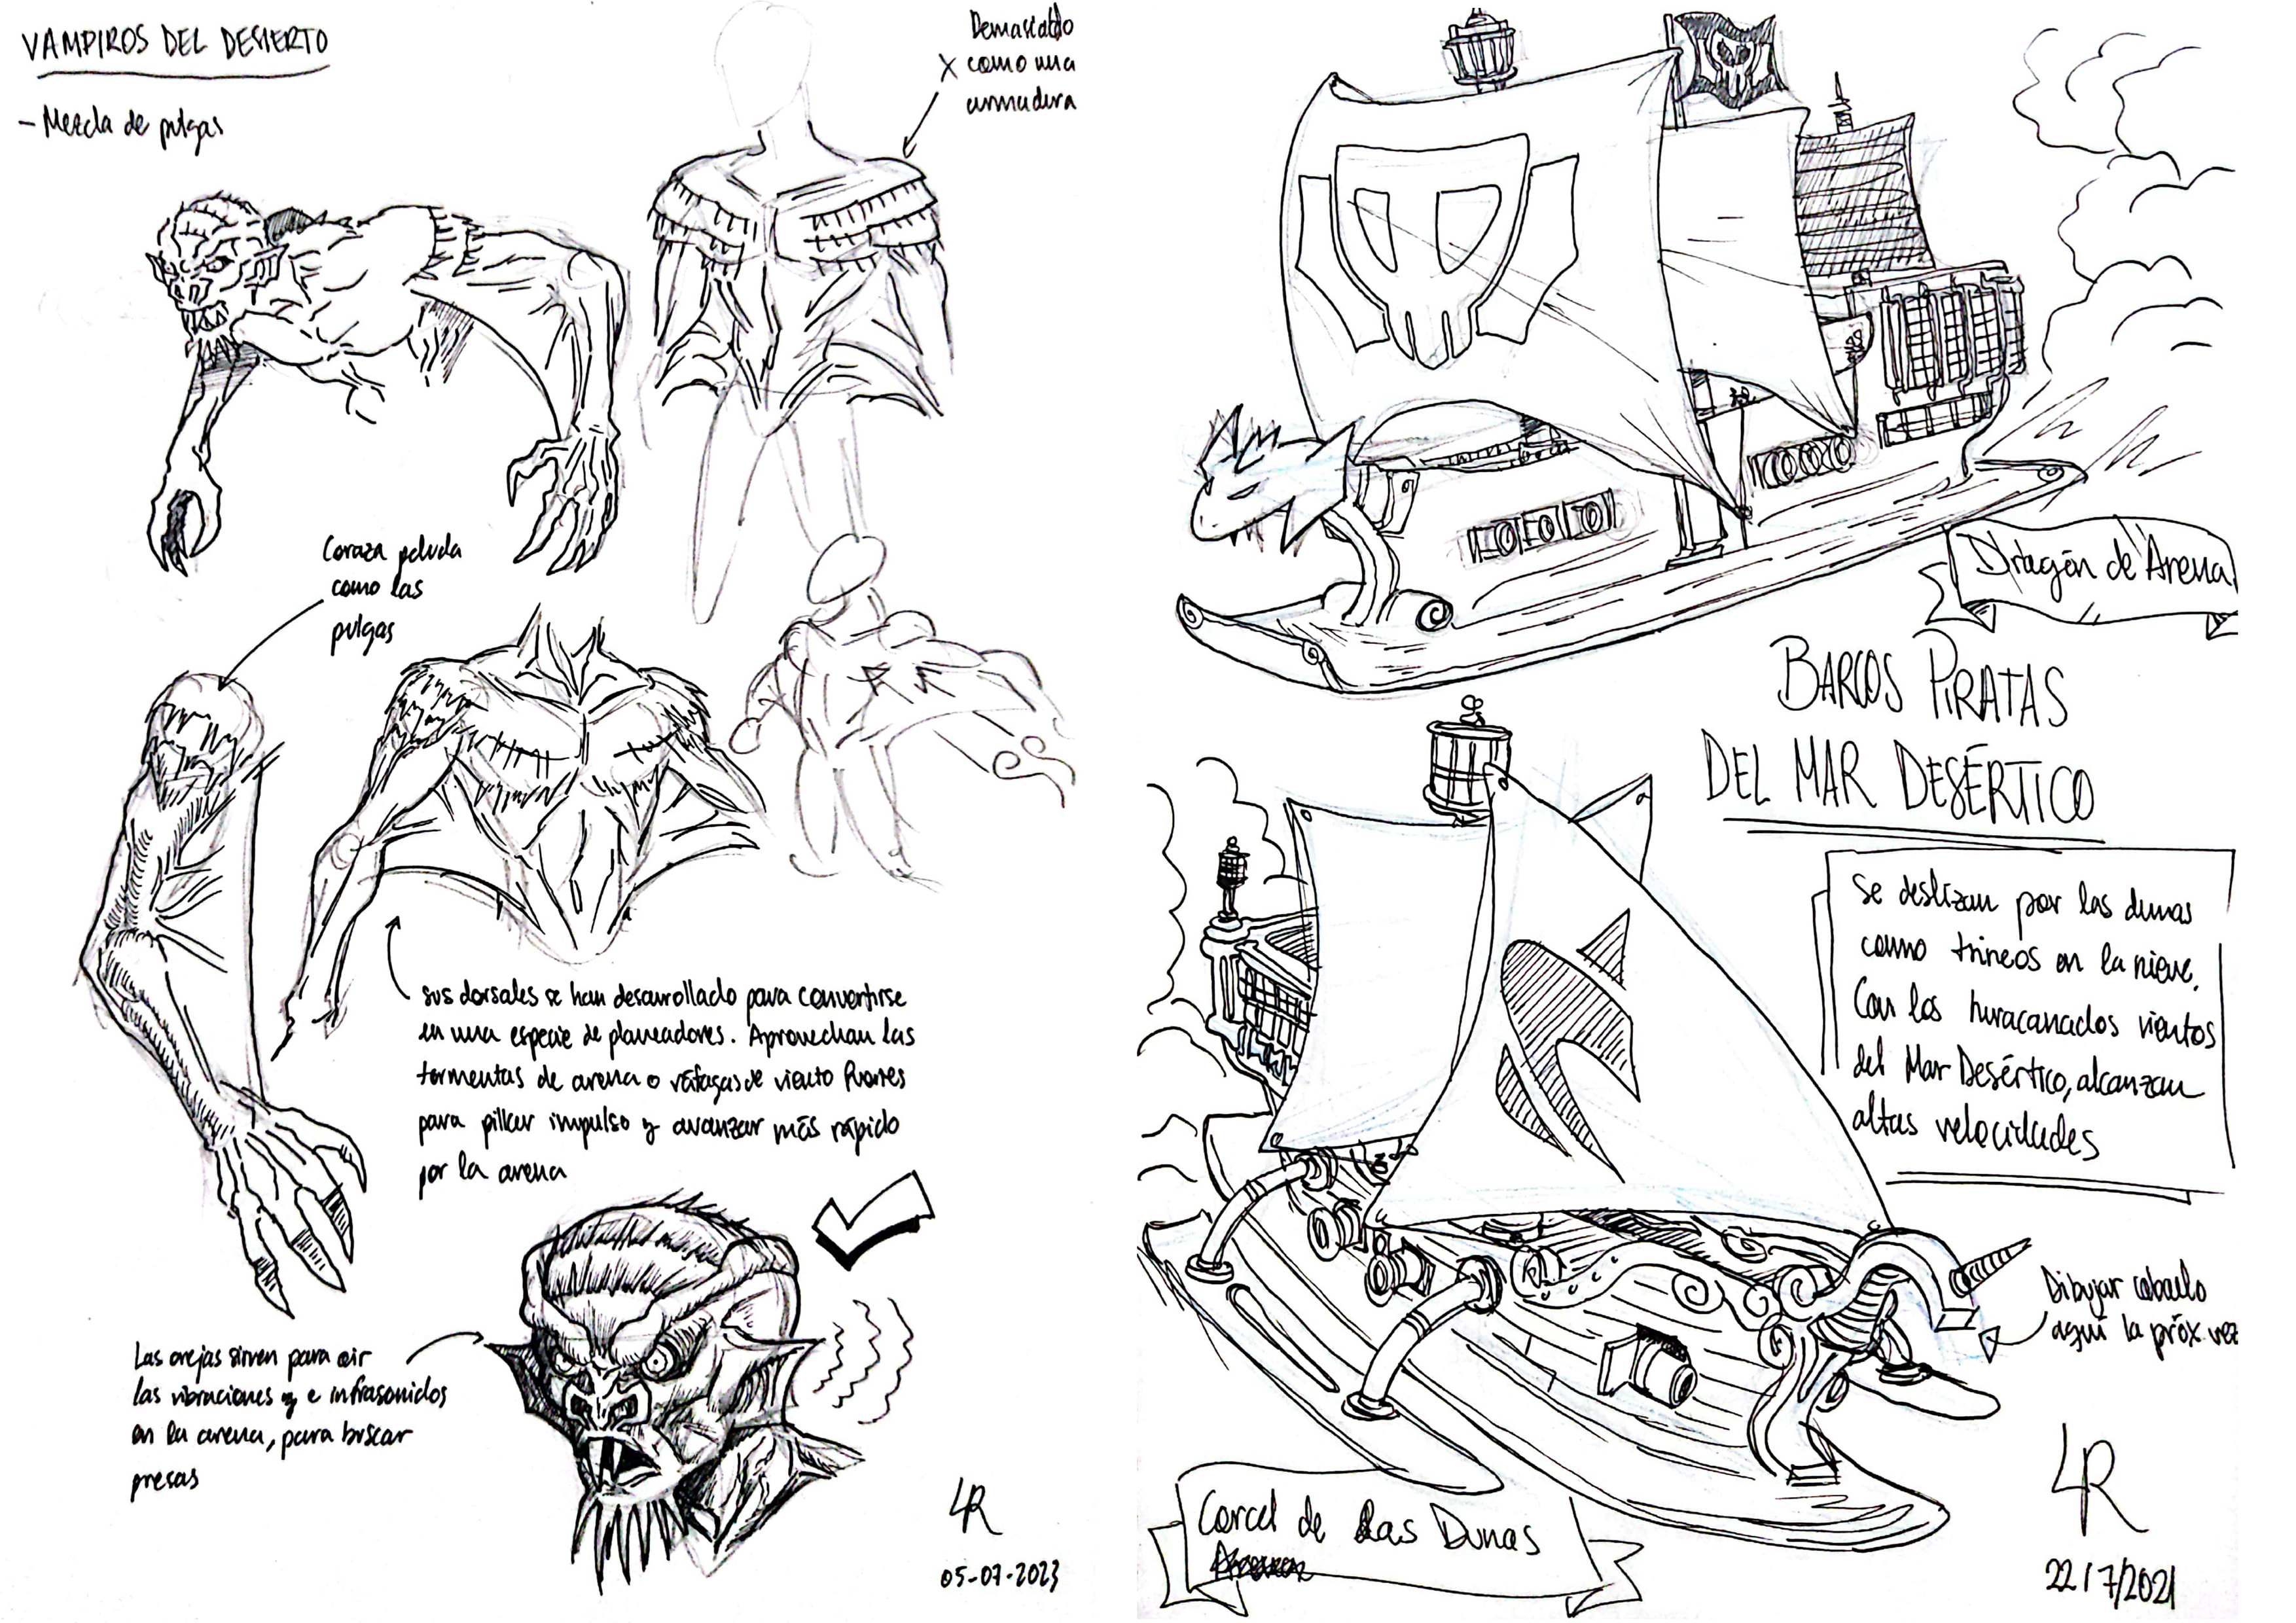 VAMPIROS DEL DESIERTO
- Mezcla de pulgas
Demasiado
X como una
armadura
Coraza peluda
como las
pulgas
sus dorsales se han desarrollado para convertirse
en una especie de planeadores. Aprovechan las
tormentas de arena o ráfagas de viento fuertes
para pillar impulso y avanzar más rápido
por la arena
Las orejas sirven para oir
las vibraciones y e infrasonidos
en la arena, para buscar
presas
LR
05-07-2023
Dragón de Arena
BARCOS PIRATAS
DEL MAR DESÉRTICO
Se deslizan por las dunas
como trineos en la nieve.
Con los huracanados vientos
del Mar Desértico, alcanzan
altas velocidades
Dibujar caballo
aquí la próx. vez
Corcel de Las Dunas
LR
22/7/2021